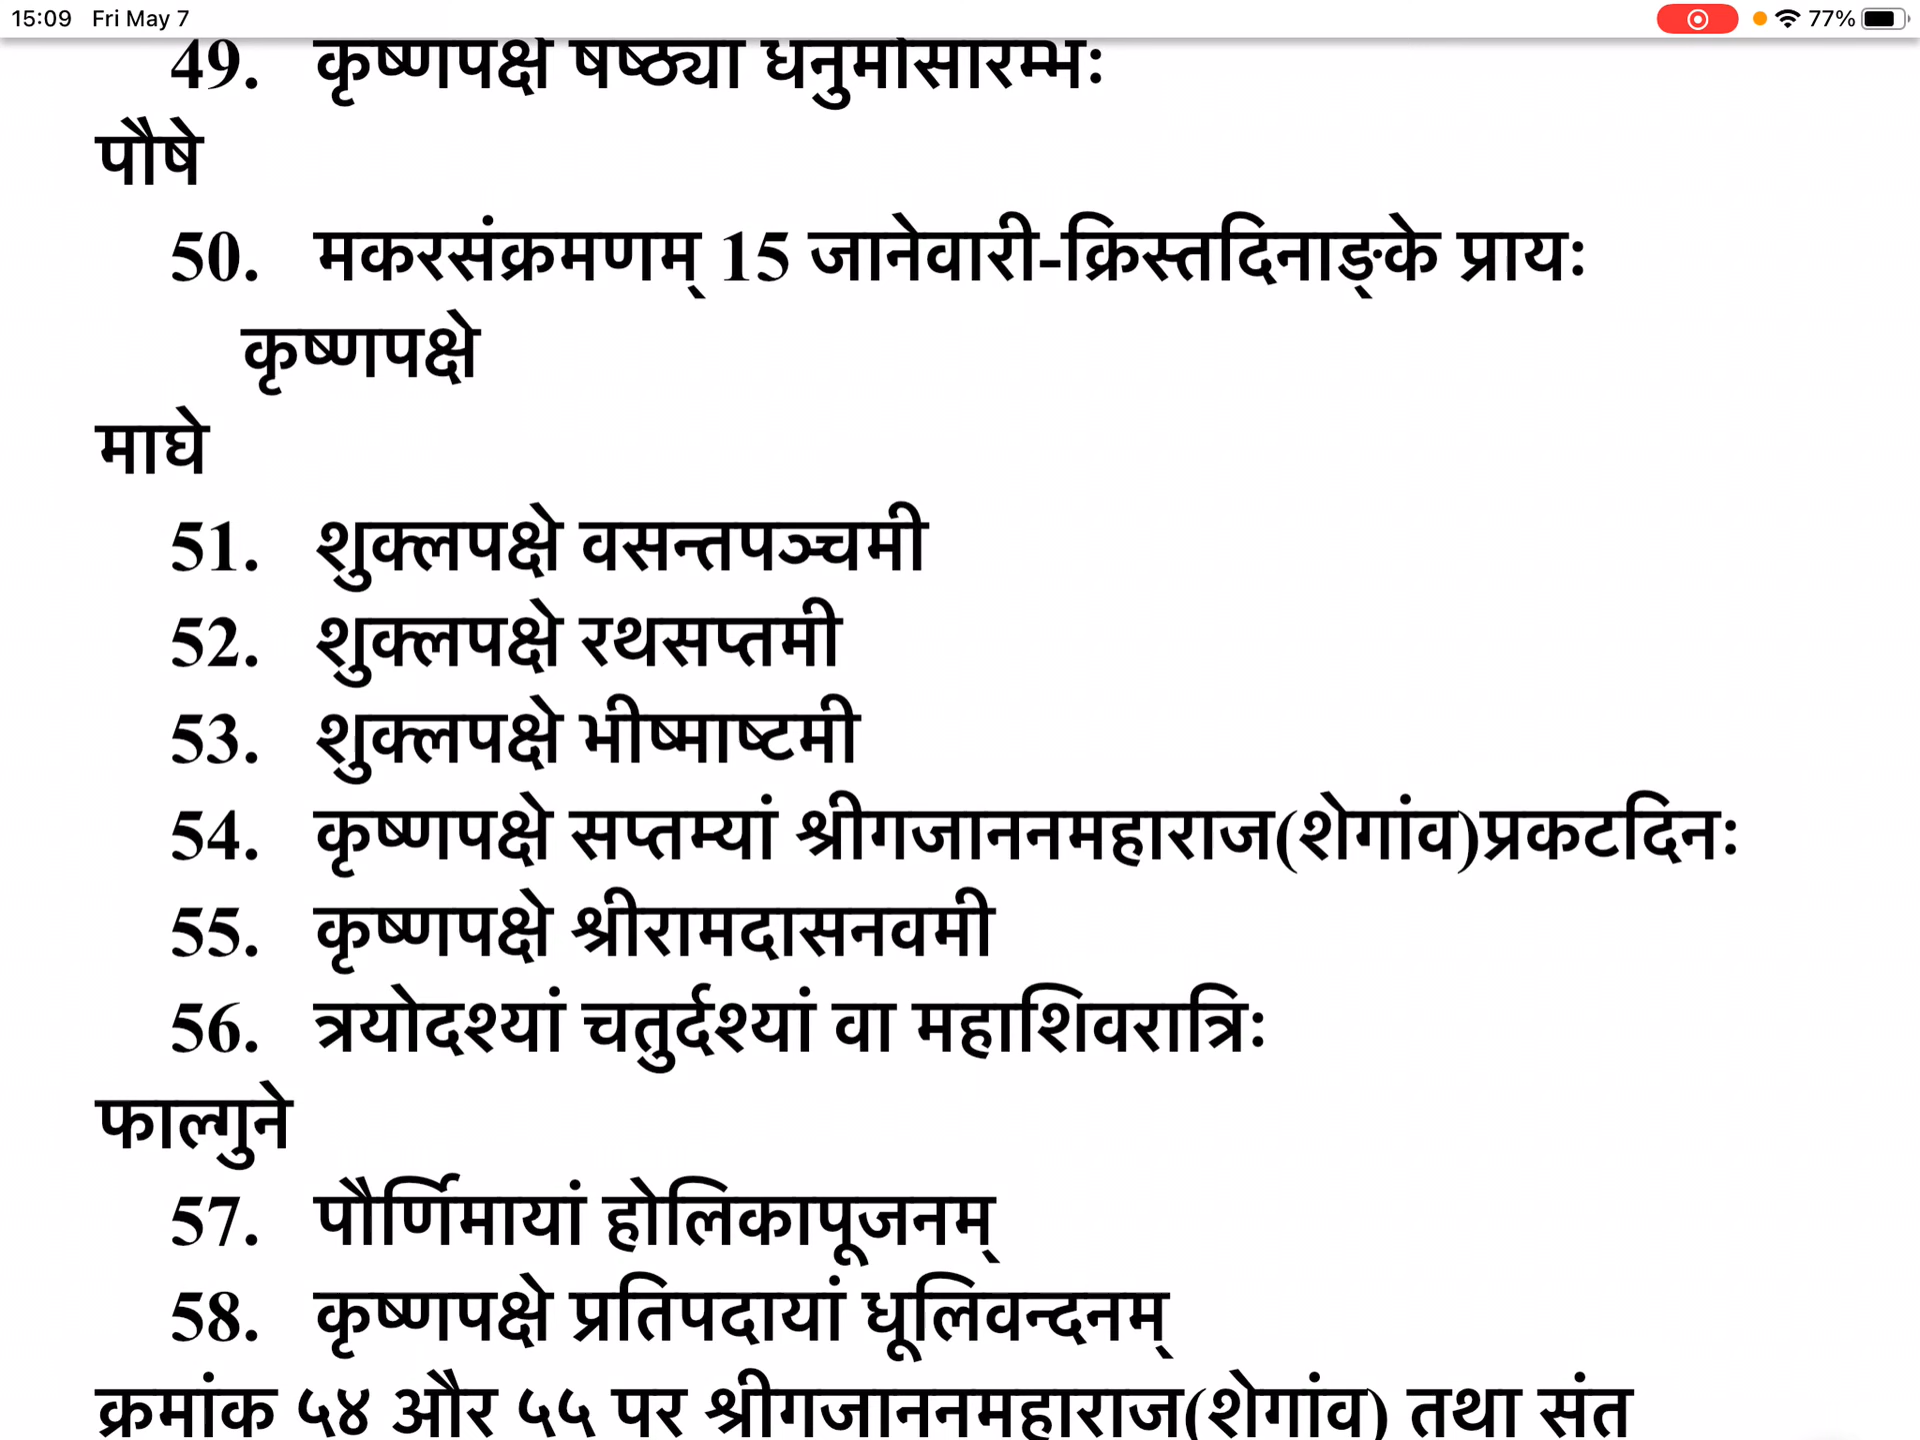 15:09 Fri May 7 77%
49. कृष्णपक्षे षष्ठ्यां धनुर्मासारम्भः
पौषे
50. मकरसंक्रमणम् 15 जानेवारी-क्रिस्तदिनाङ्के प्रायः
कृष्णपक्षे
माघे
51. शुक्लपक्षे वसन्तपञ्चमी
52. शुक्लपक्षे रथसप्तमी
53. शुक्लपक्षे भीष्माष्टमी
54. कृष्णपक्षे सप्तम्यां श्रीगजाननमहाराज(शेगांव)प्रकटदिनः
55. कृष्णपक्षे श्रीरामदासनवमी
56. त्रयोदश्यां चतुर्दश्यां वा महाशिवरात्रिः
फाल्गुने
57. पौर्णिमायां होलिकापूजनम्
58. कृष्णपक्षे प्रतिपदायां धूलिवन्दनम्
क्रमांक ५४ और ५५ पर श्रीगजाननमहाराज(शेगांव) तथा संत